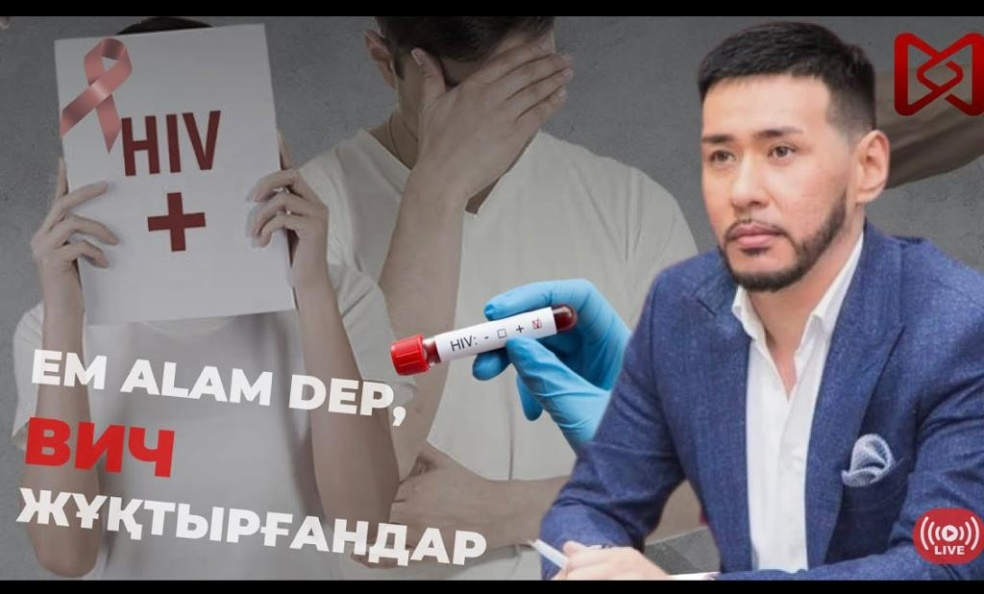 HIV
+
HIV: - ☐ + ☒
EM ALAM DEP,
ВИЧ
ЖҰҚТЫРҒАНДАР
LIVE